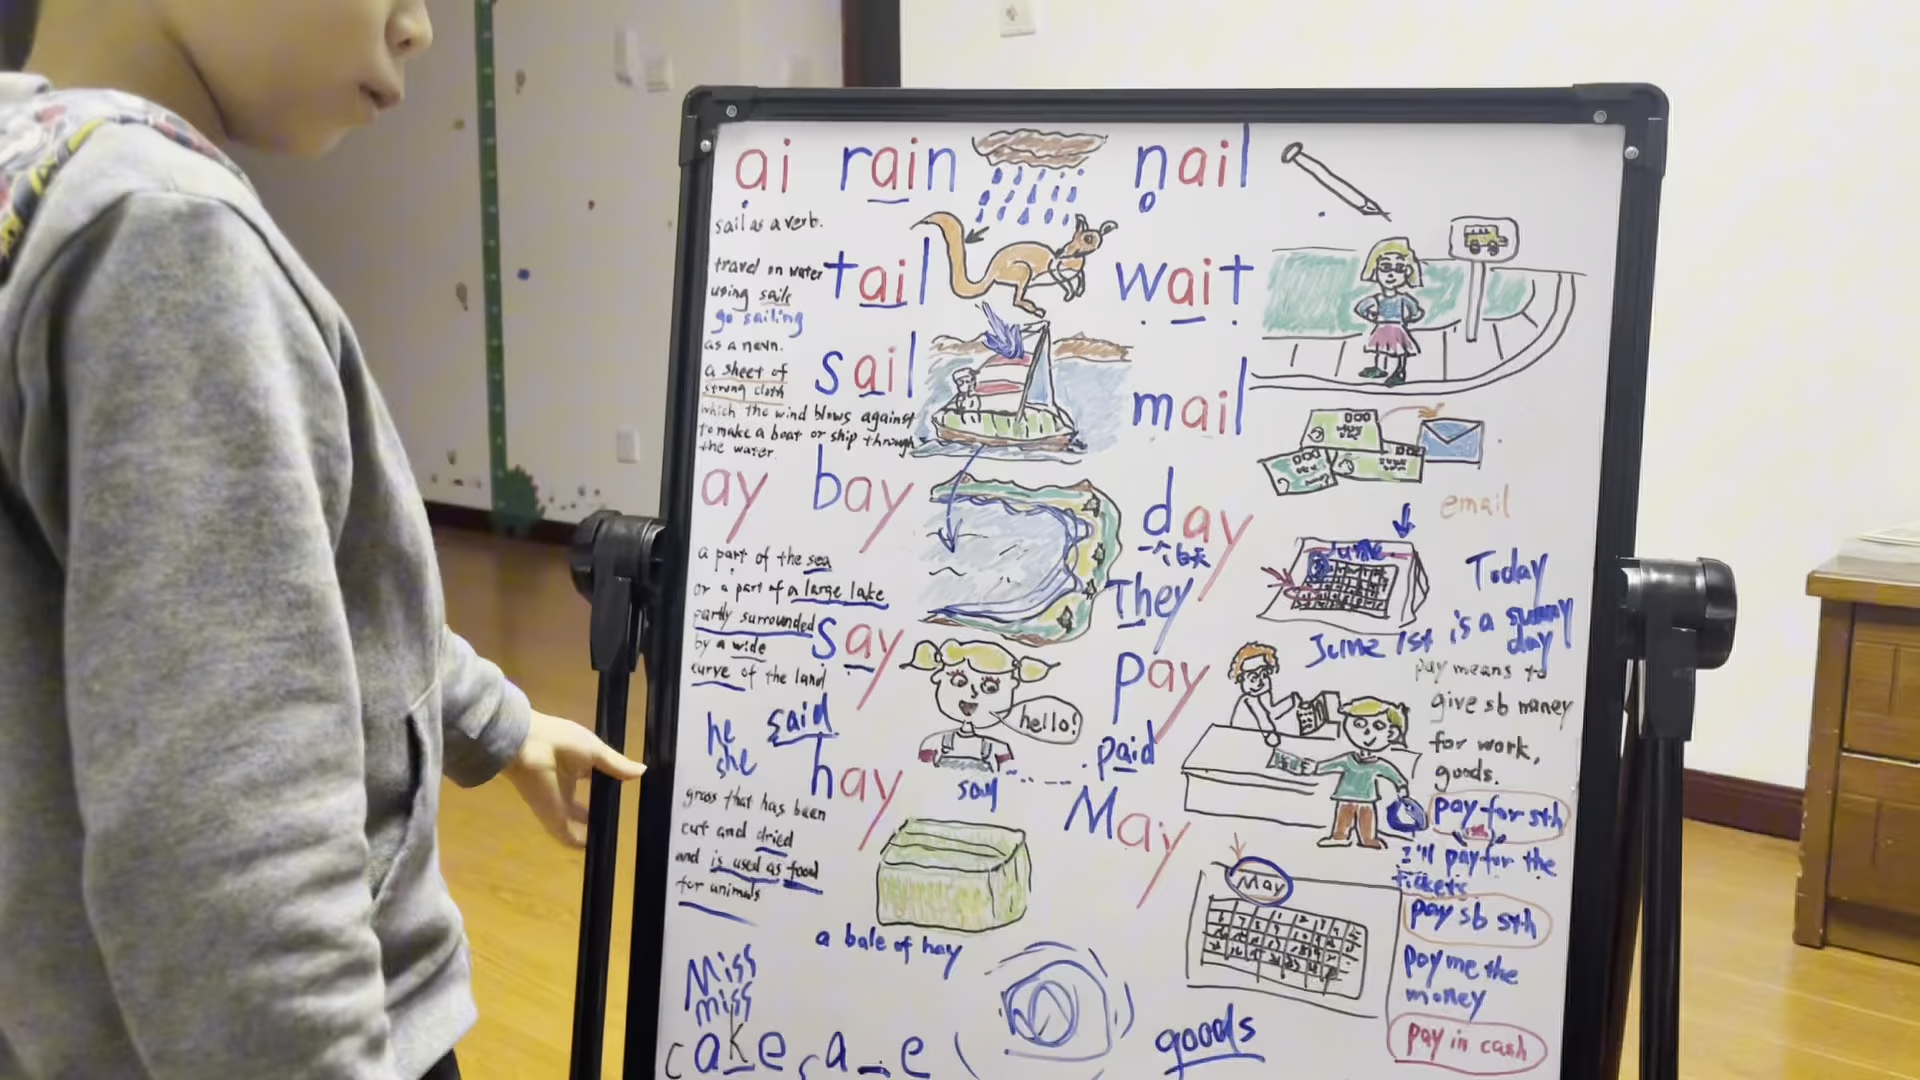 ai rain nail
sail as a verb.
travel on water
using sails
go sailing
as a noun.
a sheet of
strong cloth
which the wind blows against
to make a boat or ship through
the water.
tail wait
sail mail
email
ay bay day
一个白天
They
a part of the sea
or a part of a large lake
partly surrounded
by a wide
curve of the land
June
Today
is a sunny
day
June 1st
say pay
hello!
he said
she
say
paid
pay means to
give sb money
for work,
goods.
pay for sth
I'll pay for the
tickets
pay sb sth
pay me the
money
pay in cash
hay May
grass that has been
cut and dried
and is used as food
for animals
a bale of hay
May
Miss
miss
cake a_e
goods